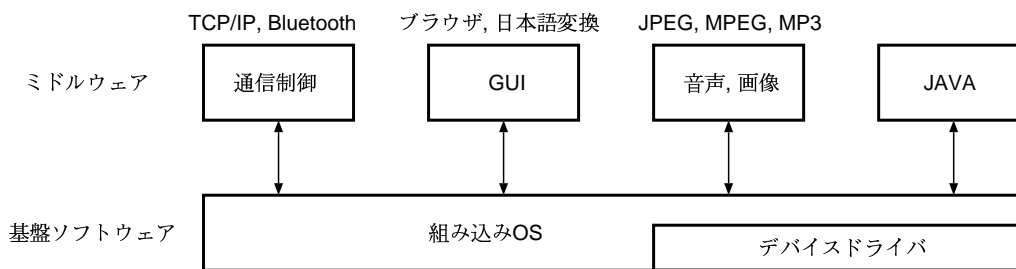 TCP/IP, Bluetooth
ブラウザ, 日本語変換
JPEG, MPEG, MP3
ミドルウェア
通信制御
GUI
音声, 画像
JAVA
基盤ソフトウェア
組み込みOS
デバイスドライバ